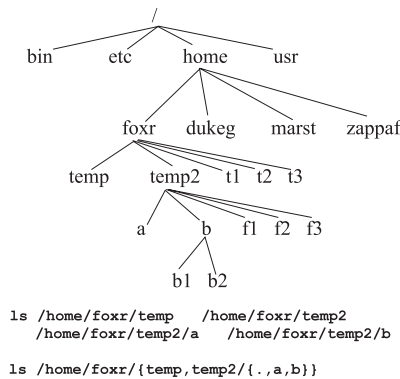 /
bin etc home usr
foxr dukeg marst zappaf
temp temp2 t1 t2 t3
a b f1 f2 f3
b1 b2
ls /home/foxr/temp /home/foxr/temp2
/home/foxr/temp2/a /home/foxr/temp2/b
ls /home/foxr/{temp,temp2/{.,a,b}}